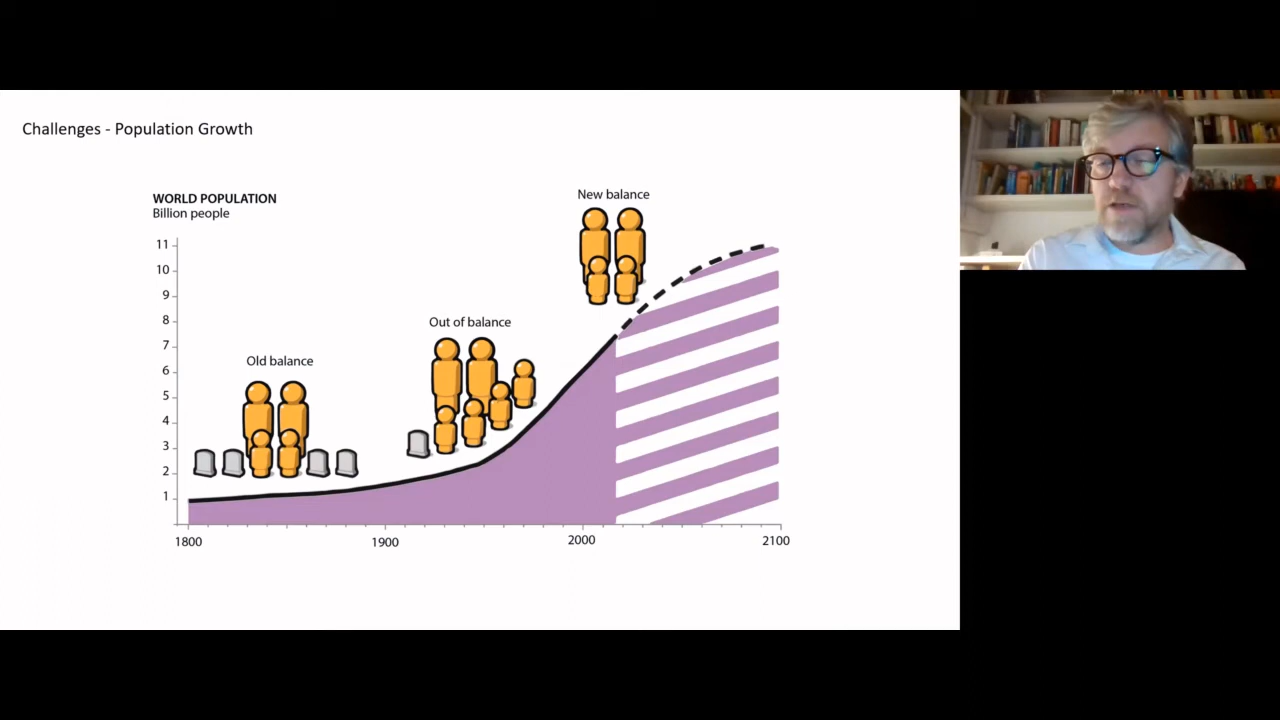 Challenges - Population Growth
WORLD POPULATION
Billion people
New balance
Out of balance
Old balance
11
10
9
8
7
6
5
4
3
2
1
1800
1900
2000
2100